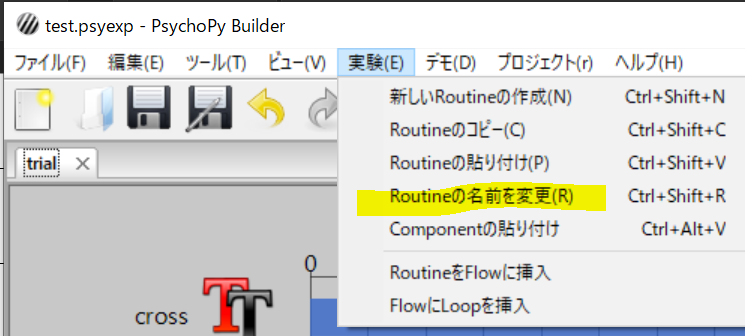 test.psyexp - PsychoPy Builder
ファイル(F) 編集(E) ツール(T) ビュー(V) 実験(E) デモ(D) プロジェクト(r) ヘルプ(H)
新しいRoutineの作成(N) Ctrl+Shift+N
Routineのコピー(C) Ctrl+Shift+C
Routineの貼り付け(P) Ctrl+Shift+V
Routineの名前を変更(R) Ctrl+Shift+R
Componentの貼り付け Ctrl+Alt+V
RoutineをFlowに挿入
FlowにLoopを挿入
trial
0
cross